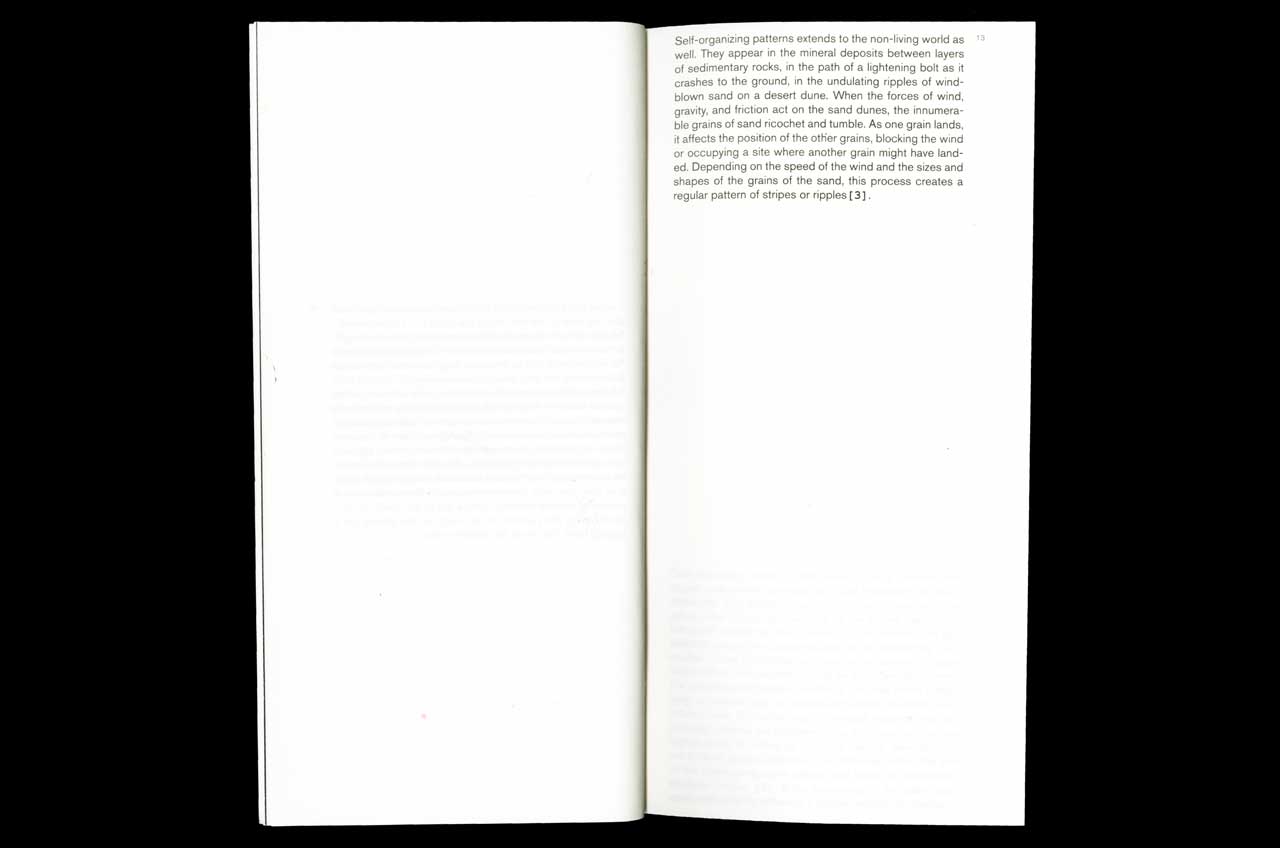 Self-organizing patterns extends to the non-living world as
13
well. They appear in the mineral deposits between layers
of sedimentary rocks, in the path of a lightening bolt as it
crashes to the ground, in the undulating ripples of wind-
blown sand on a desert dune. When the forces of wind,
gravity, and friction act on the sand dunes, the innumera-
ble grains of sand ricochet and tumble. As one grain lands,
it affects the position of the other grains, blocking the wind
or occupying a site where another grain might have land-
ed. Depending on the speed of the wind and the sizes and
shapes of the grains of the sand, this process creates a
regular pattern of stripes or ripples [3].